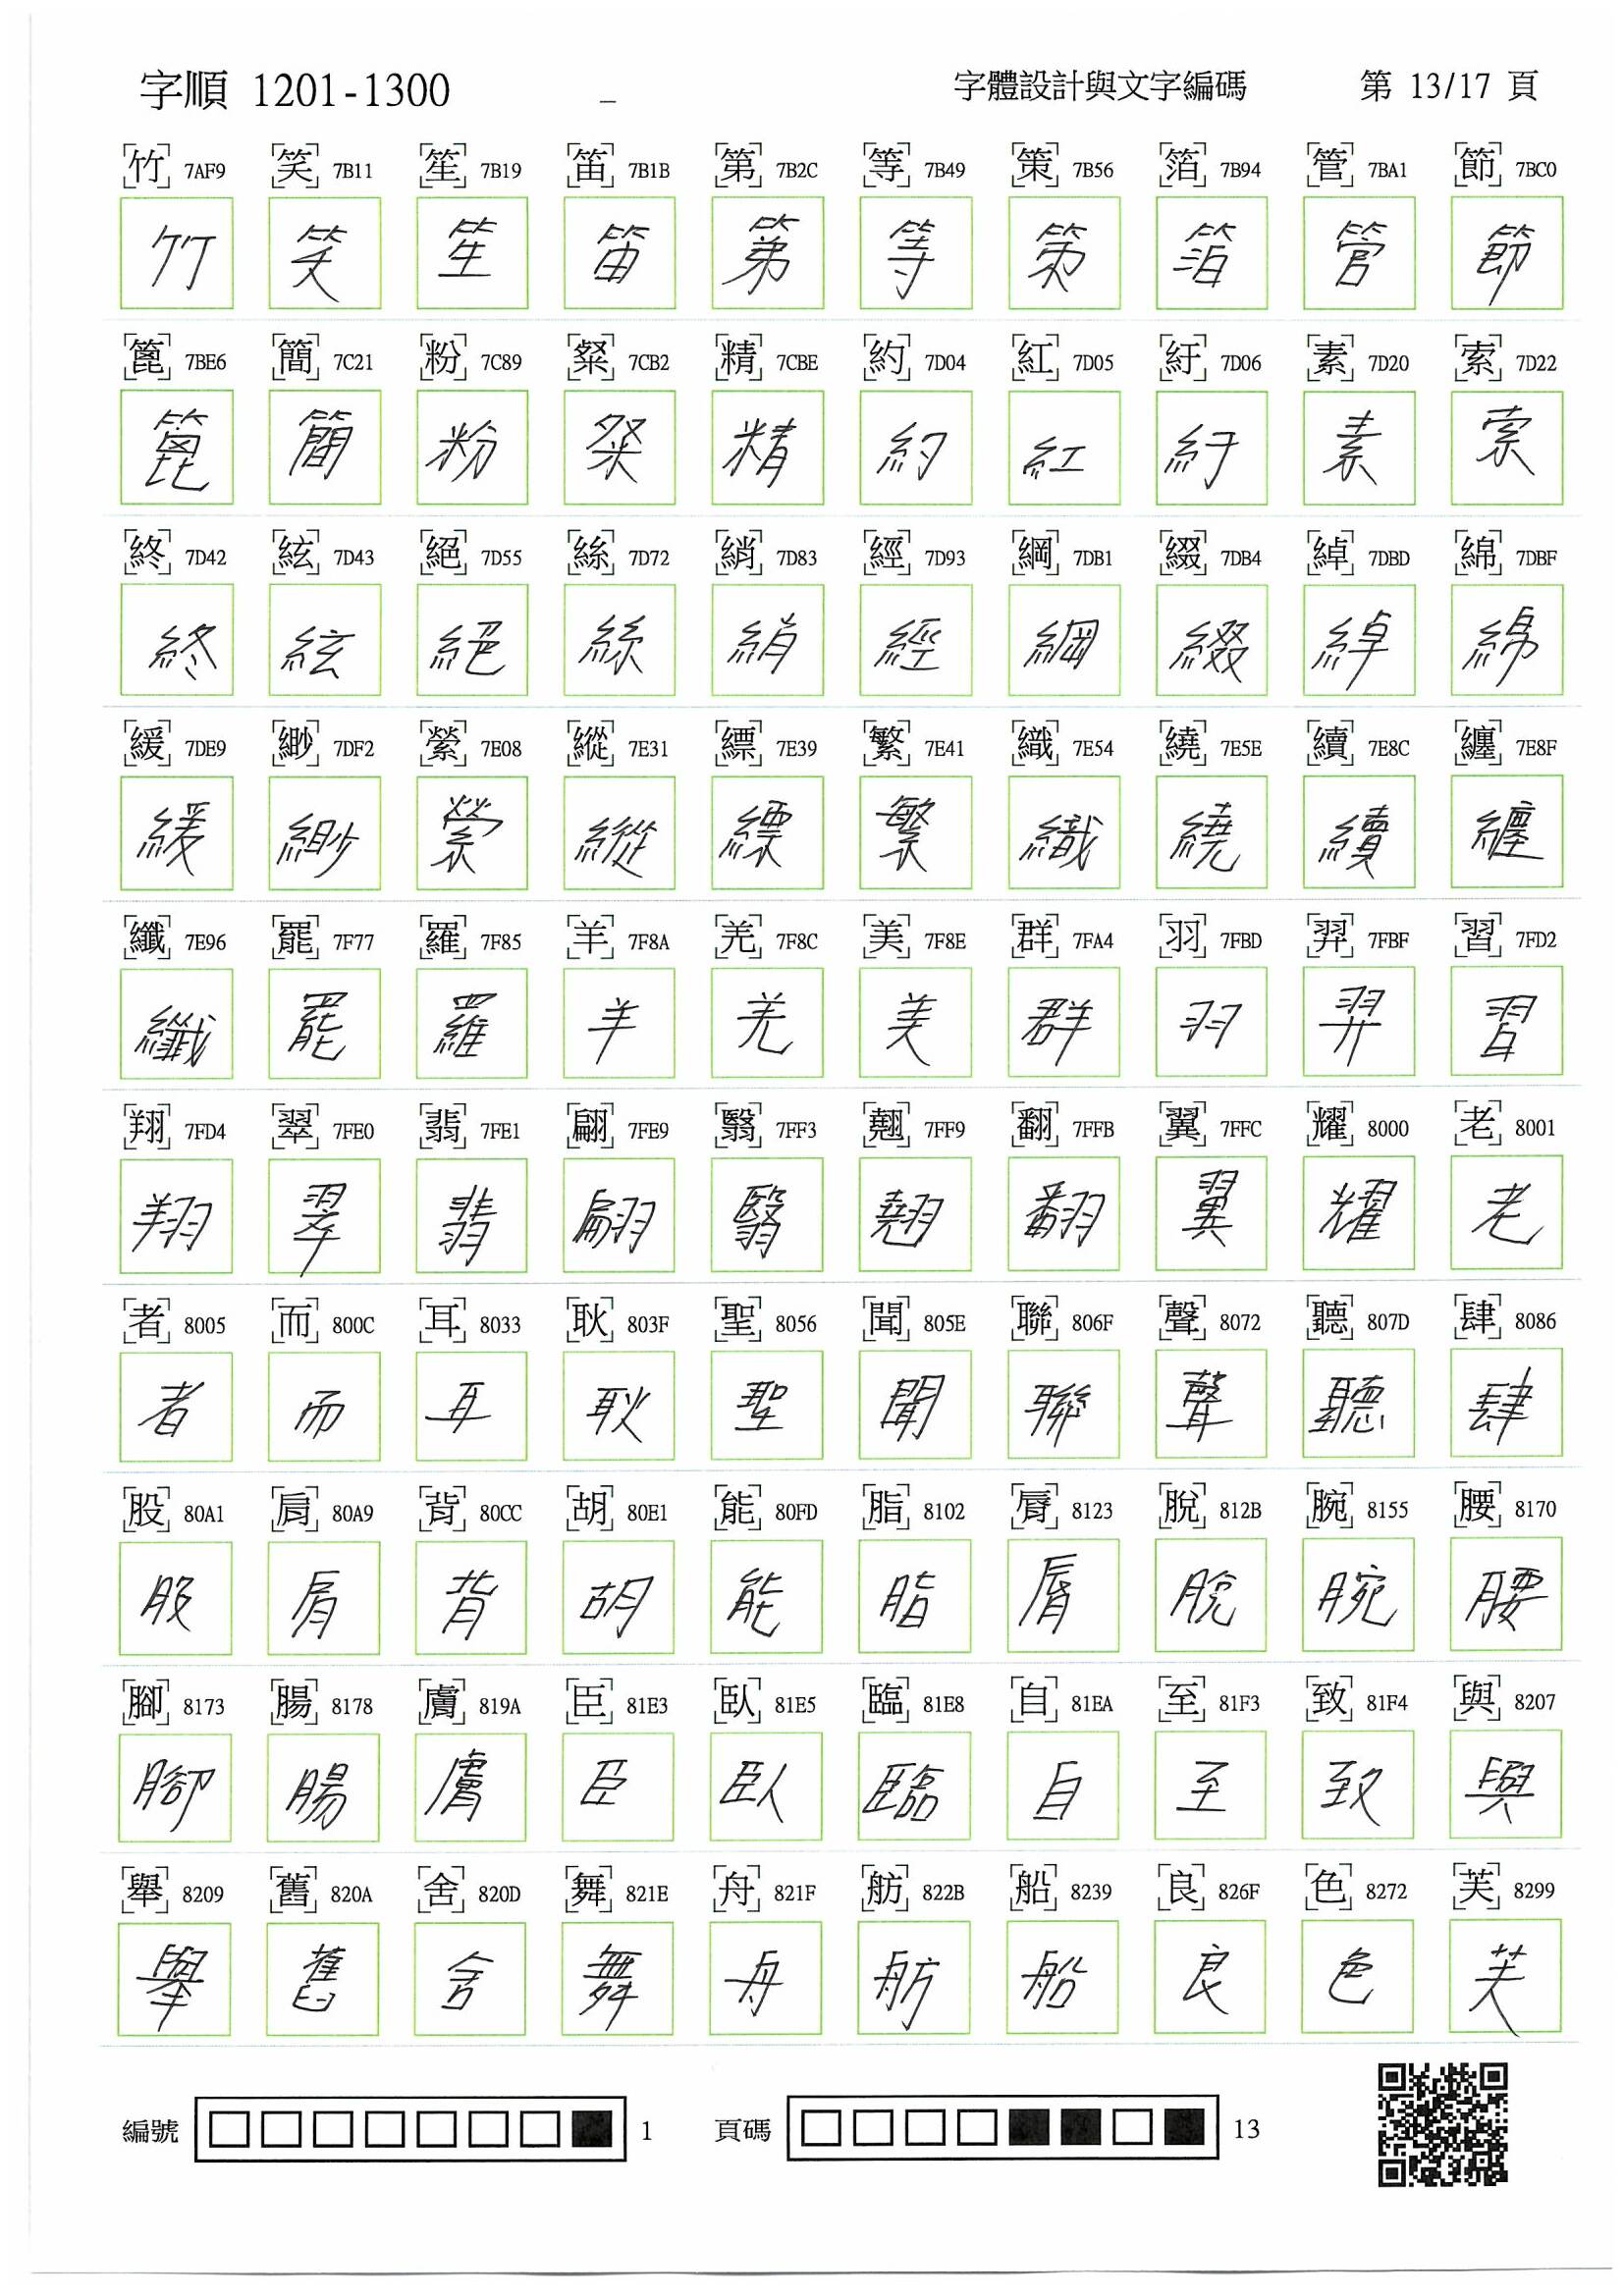 字順 1201-1300 _ 字體設計與文字編碼 第 13/17 頁
竹 7AF9 笑 7B11 笙 7B19 笛 7B1B 第 7B2C 等 7B49 策 7B56 箔 7B94 管 7BA1 節 7BC0
竹 笑 笙 笛 第 等 策 箔 管 節
篦 7BE6 簡 7C21 粉 7C89 粲 7CB2 精 7CBE 約 7D04 紅 7D05 紆 7D06 素 7D20 索 7D22
篦 簡 粉 粲 精 約 紅 紆 素 索
終 7D42 絃 7D43 絕 7D55 絲 7D72 綃 7D83 經 7D93 綱 7DB1 綴 7DB4 綽 7DBD 綿 7DBF
終 絃 絕 絲 綃 經 綱 綴 綽 綿
緩 7DE9 緲 7DF2 縈 7E08 縱 7E31 縹 7E39 繁 7E41 織 7E54 繞 7E5E 續 7E8C 纏 7E8F
緩 緲 縈 縱 縹 繁 織 繞 續 纏
纖 7E96 罷 7F77 羅 7F85 羊 7F8A 羌 7F8C 美 7F8E 群 7FA4 羽 7FBD 羿 7FBF 習 7FD2
纖 罷 羅 羊 羌 美 群 羽 羿 習
翔 7FD4 翠 7FE0 翡 7FE1 翩 7FE9 翳 7FF3 翹 7FF9 翻 7FFB 翼 7FFC 耀 8000 老 8001
翔 翠 翡 翩 翳 翹 翻 翼 耀 老
者 8005 而 800C 耳 8033 耿 803F 聖 8056 聞 805E 聯 806F 聲 8072 聽 807D 肆 8086
者 而 耳 耿 聖 聞 聯 聲 聽 肆
股 80A1 肩 80A9 背 80CC 胡 80E1 能 80FD 脂 8102 脣 8123 脫 812B 腕 8155 腰 8170
股 肩 背 胡 能 脂 脣 脫 腕 腰
腳 8173 腸 8178 膚 819A 臣 81E3 臥 81E5 臨 81E8 自 81EA 至 81F3 致 81F4 與 8207
腳 腸 膚 臣 臥 臨 自 至 致 與
舉 8209 舊 820A 舍 820D 舞 821E 舟 821F 舫 822B 船 8239 良 826F 色 8272 芙 8299
舉 舊 舍 舞 舟 舫 船 良 色 芙
編號 1 頁碼 13